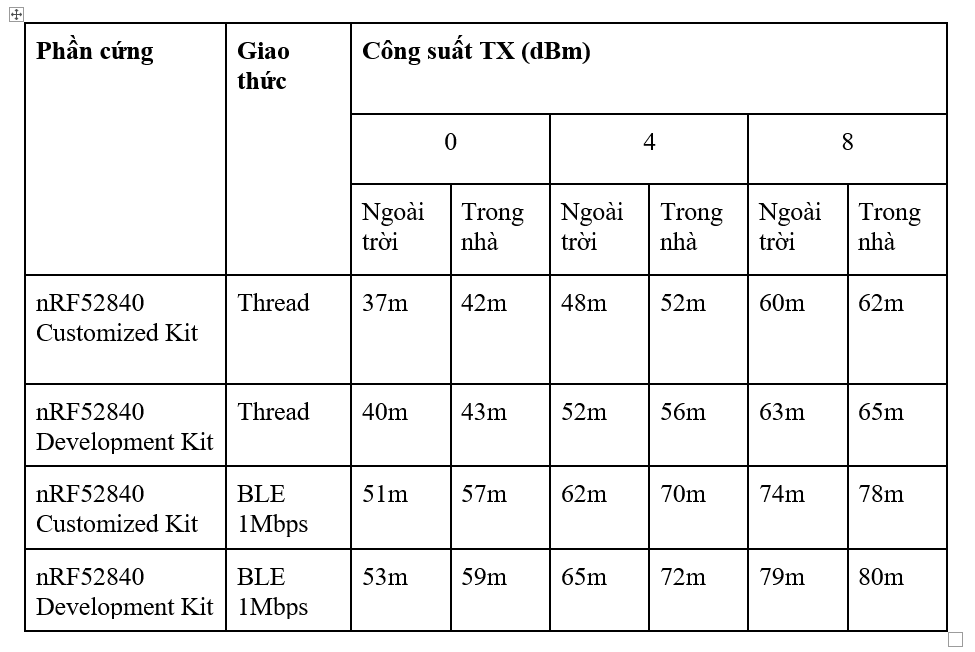 Phần cứng
Giao
thức
Công suất TX (dBm)
0
4
8
Ngoài
trời
Trong
nhà
Ngoài
trời
Trong
nhà
Ngoài
trời
Trong
nhà
nRF52840
Customized Kit
Thread
37m
42m
48m
52m
60m
62m
nRF52840
Development Kit
Thread
40m
43m
52m
56m
63m
65m
nRF52840
Customized Kit
BLE
1Mbps
51m
57m
62m
70m
74m
78m
nRF52840
Development Kit
BLE
1Mbps
53m
59m
65m
72m
79m
80m